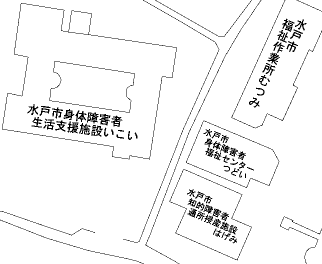 水戸市
福祉作業所むつみ
水戸市身体障害者
生活支援施設いこい
水戸市
身体障害者
福祉センター
つどい
水戸市
知的障害者
通所授産施設
はげみ